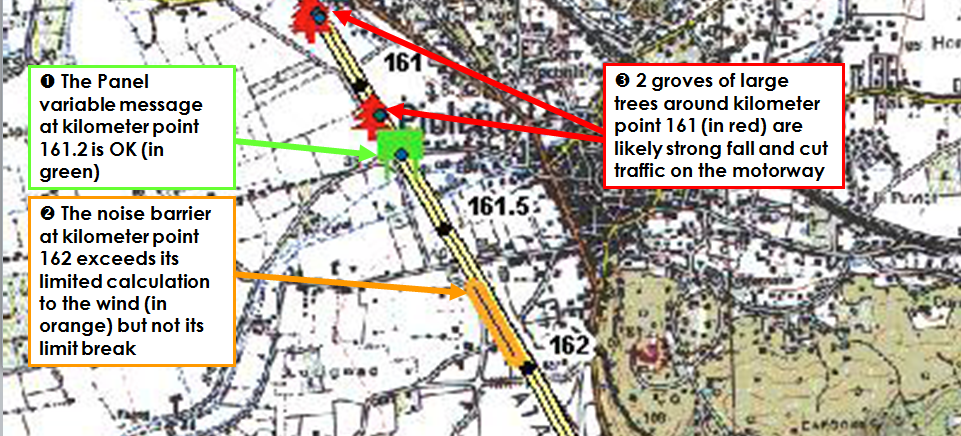 161
❶ The Panel
variable message
at kilometer point
161.2 is OK (in
green)
❸ 2 groves of large
trees around kilometer
point 161 (in red) are
likely strong fall and cut
traffic on the motorway
❷ The noise barrier
at kilometer point
162 exceeds its
limited calculation
to the wind (in
orange) but not its
limit break
161.5
162